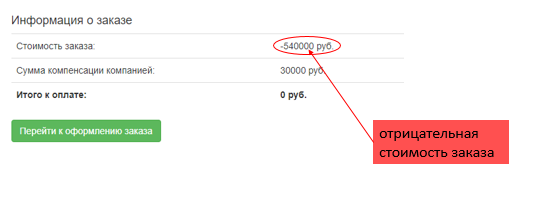 Информация о заказе
Стоимость заказа: -540000 руб.
Сумма компенсации компанией: 30000 руб.
Итого к оплате: 0 руб.
Перейти к оформлению заказа
отрицательная
стоимость заказа